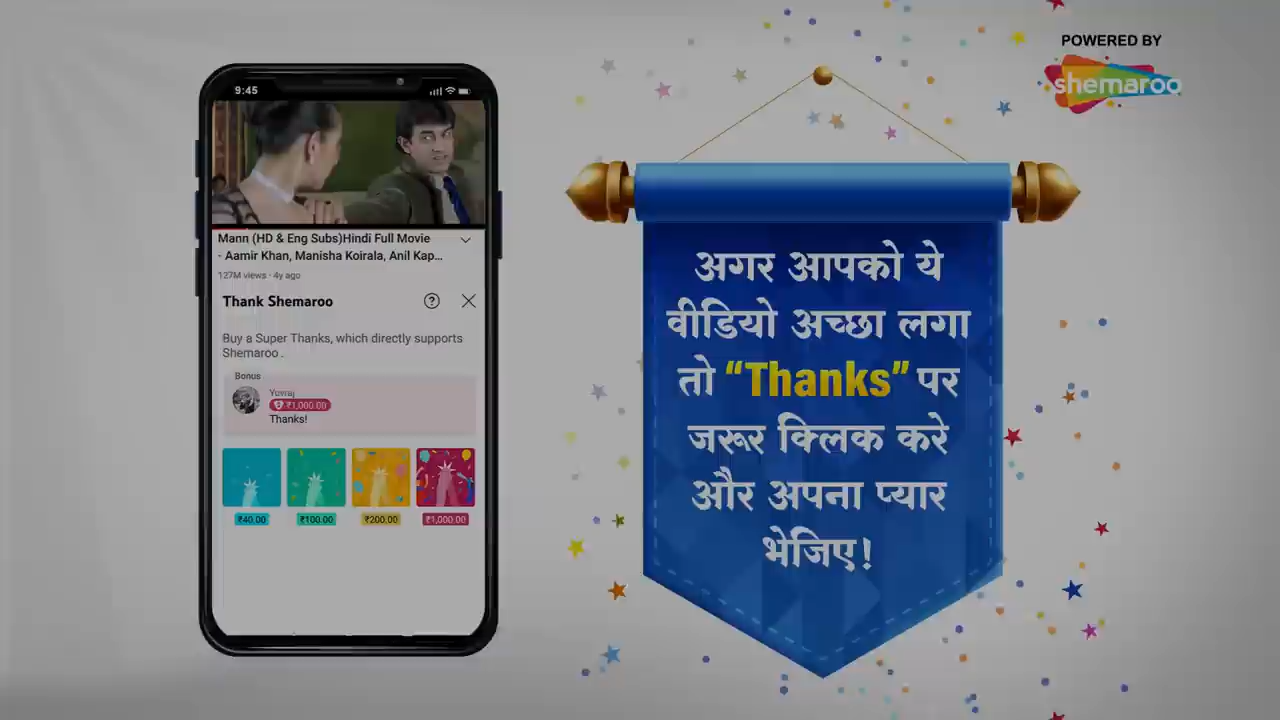 POWERED BY
shemaroo
9:45
Mann (HD & Eng Subs)Hindi Full Movie
- Aamir Khan, Manisha Koirala, Anil Kap...
127M views · 4y ago
Thank Shemaroo
?
Buy a Super Thanks, which directly supports
Shemaroo .
Bonus
Yuvraj
₹1,000.00
Thanks!
₹40.00 ₹100.00 ₹200.00 ₹1,000.00
अगर आपको ये
वीडियो अच्छा लगा
तो “Thanks” पर
जरूर क्लिक करे
और अपना प्यार
भेजिए!